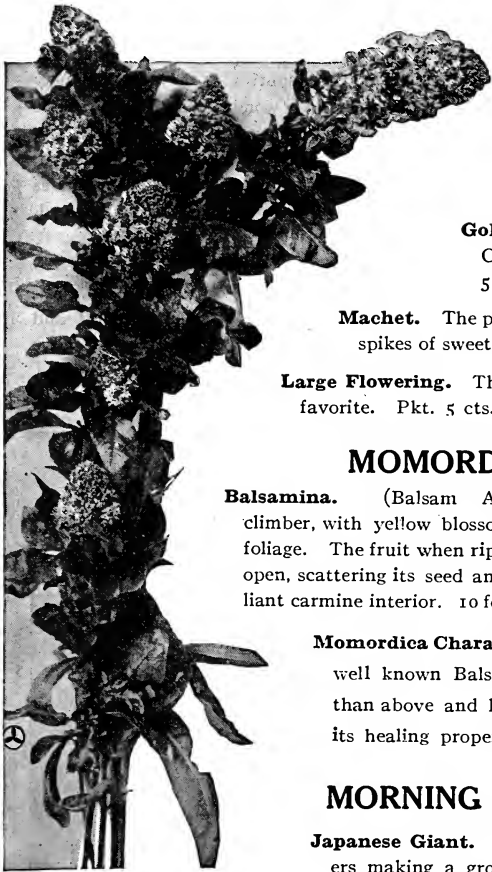 Gol
C
5
Machet. The p
spikes of sweet
Large Flowering. Th
favorite. Pkt. 5 cts.
MOMORD
Balsamina. (Balsam A
climber, with yellow blosso
foliage. The fruit when rip
open, scattering its seed an
liant carmine interior. 10 fe
Momordica Chara
well known Bals
than above and l
its healing prope
MORNING
Japanese Giant.
ers making a gro